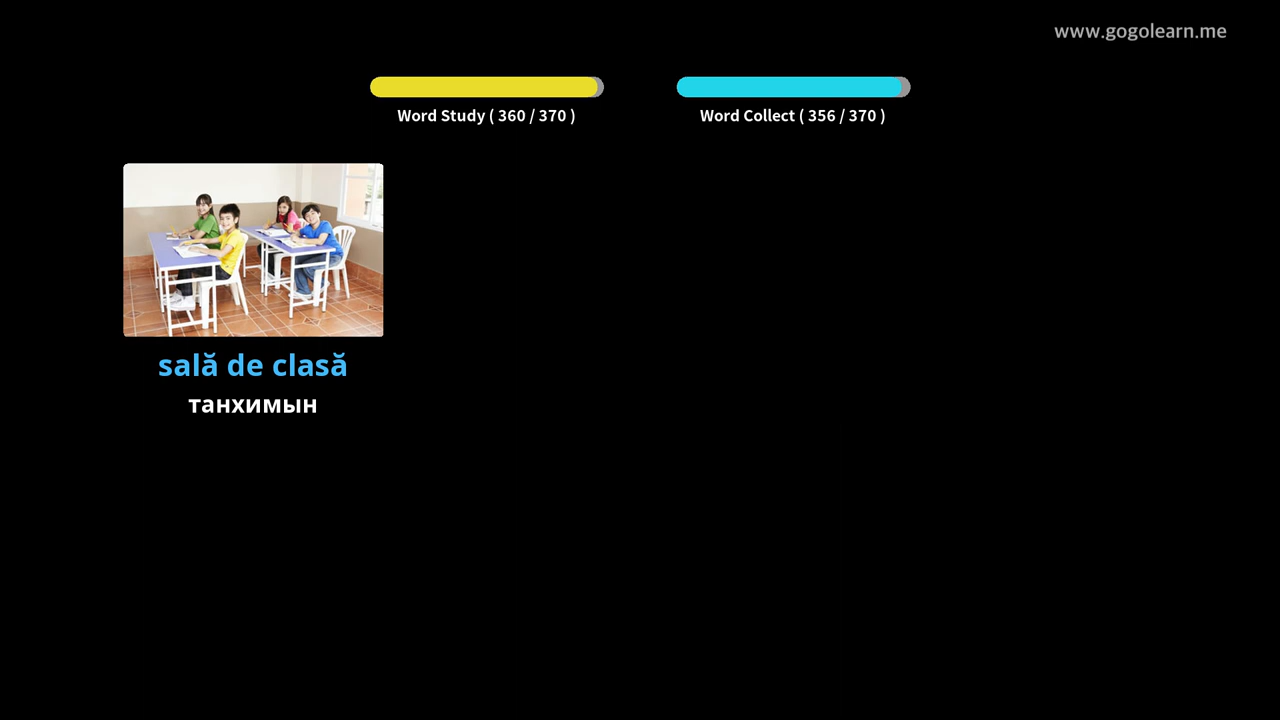 www.gogolearn.me
Word Study ( 360 / 370 )
Word Collect ( 356 / 370 )
sală de clasă
танхимын